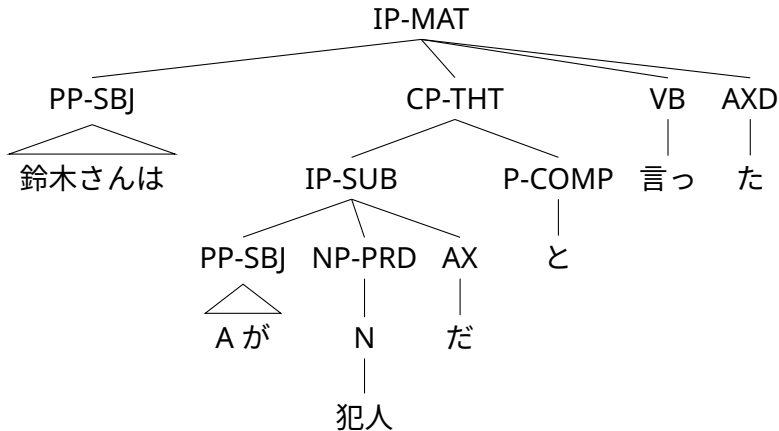 IP-MAT
PP-SBJ CP-THT VB AXD
鈴木さんは IP-SUB P-COMP 言っ た
PP-SBJ NP-PRD AX と
A が N だ
犯人